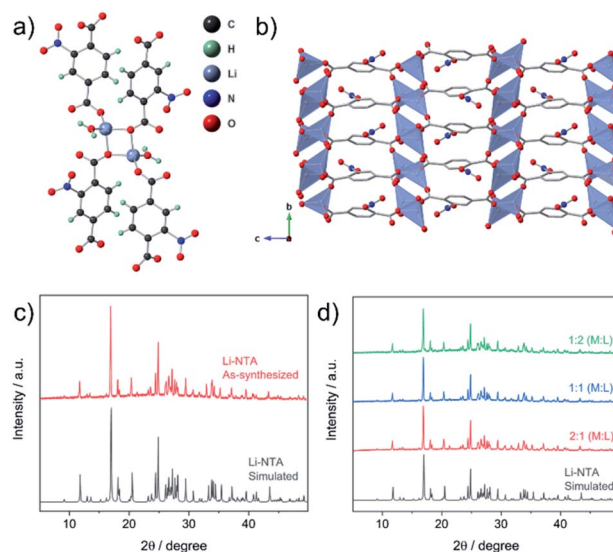 a)
C
H
Li
N
O
b)
b
c
a
c)
Intensity / a.u.
Li-NTA
As-synthesized
Li-NTA
Simulated
10 20 30 40
2θ / degree
d)
Intensity / a.u.
1:2 (M:L)
1:1 (M:L)
2:1 (M:L)
Li-NTA
Simulated
10 20 30 40
2θ / degree